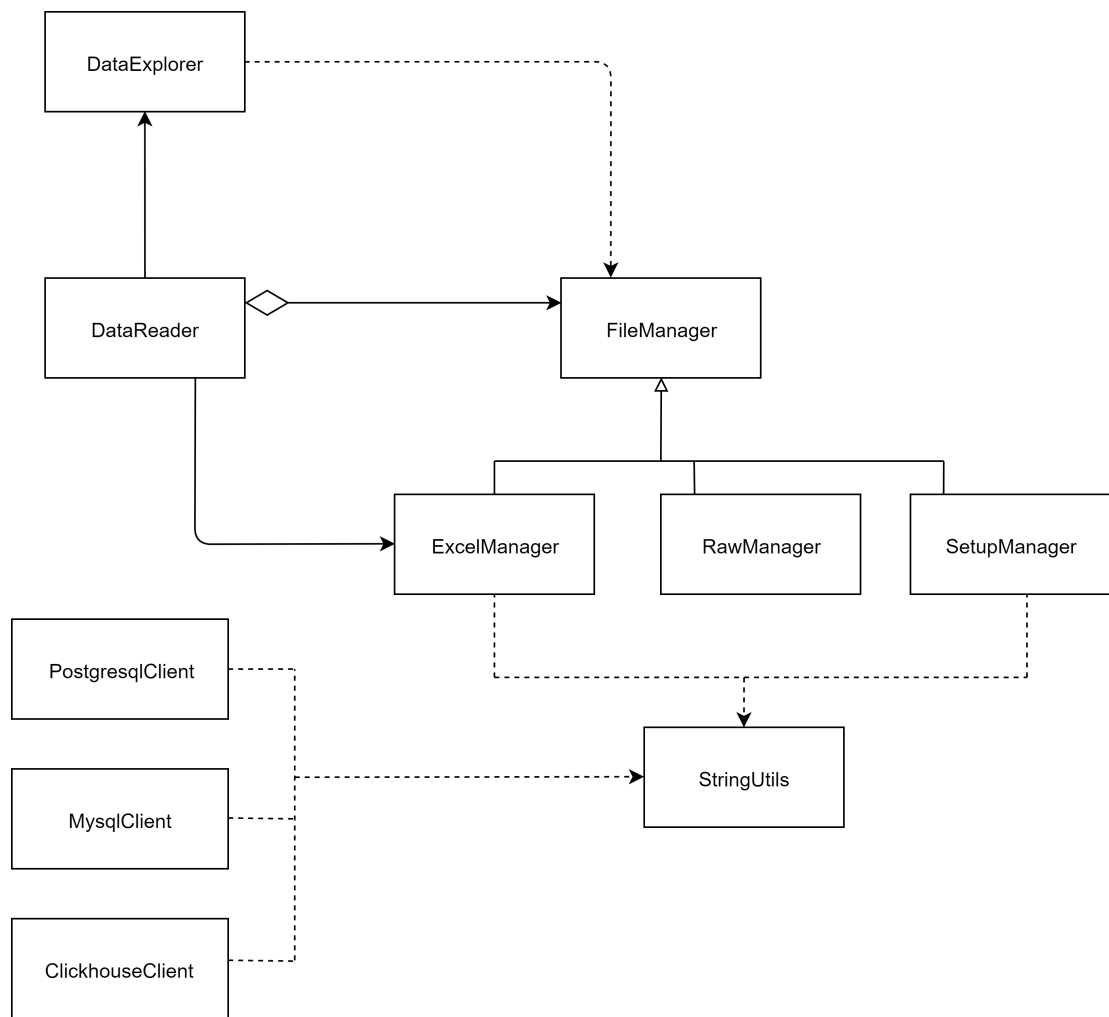 DataExplorer
DataReader
FileManager
ExcelManager
RawManager
SetupManager
PostgresqlClient
StringUtils
MysqlClient
ClickhouseClient